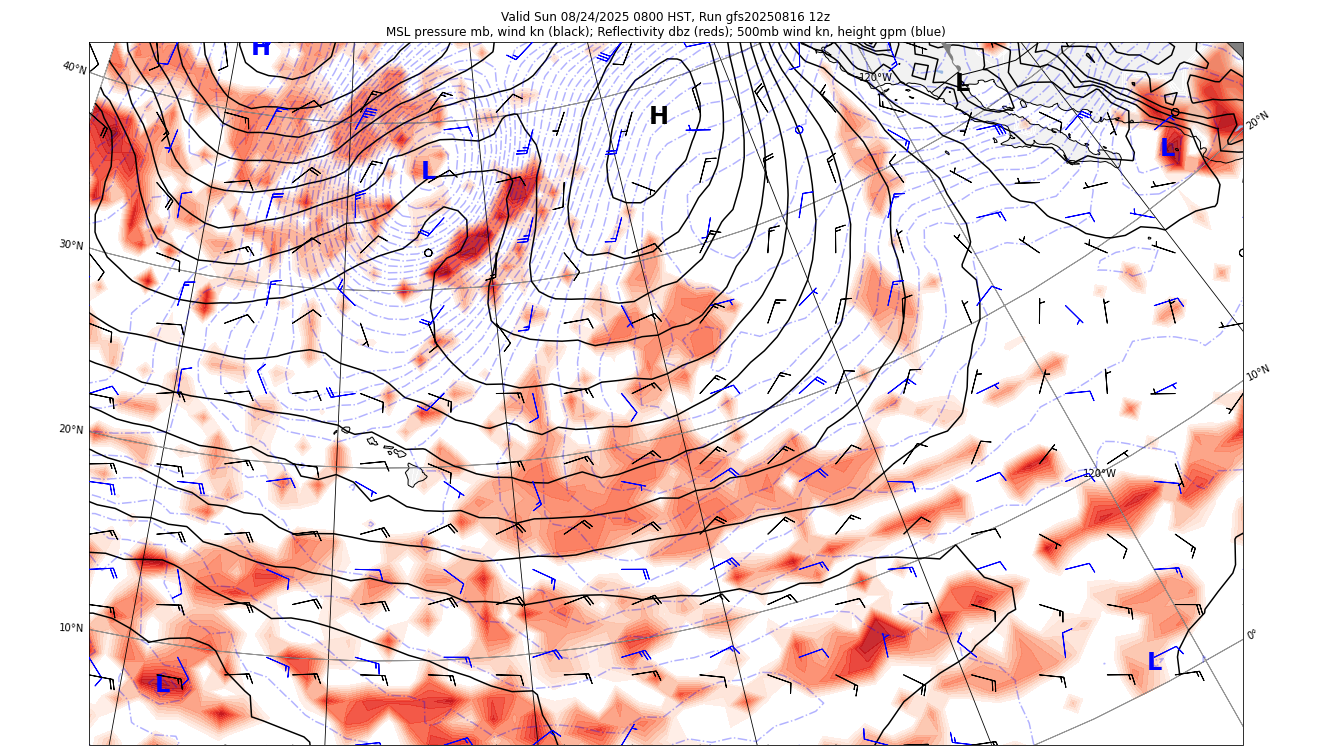 Valid Sun 08/24/2025 0800 HST, Run gfs20250816 12z
MSL pressure mb, wind kn (black); Reflectivity dbz (reds); 500mb wind kn, height gpm (blue)
H
40°N
120°W
L
H
20°N
L
L
30°N
10°N
20°N
120°W
10°N
0°
L
L